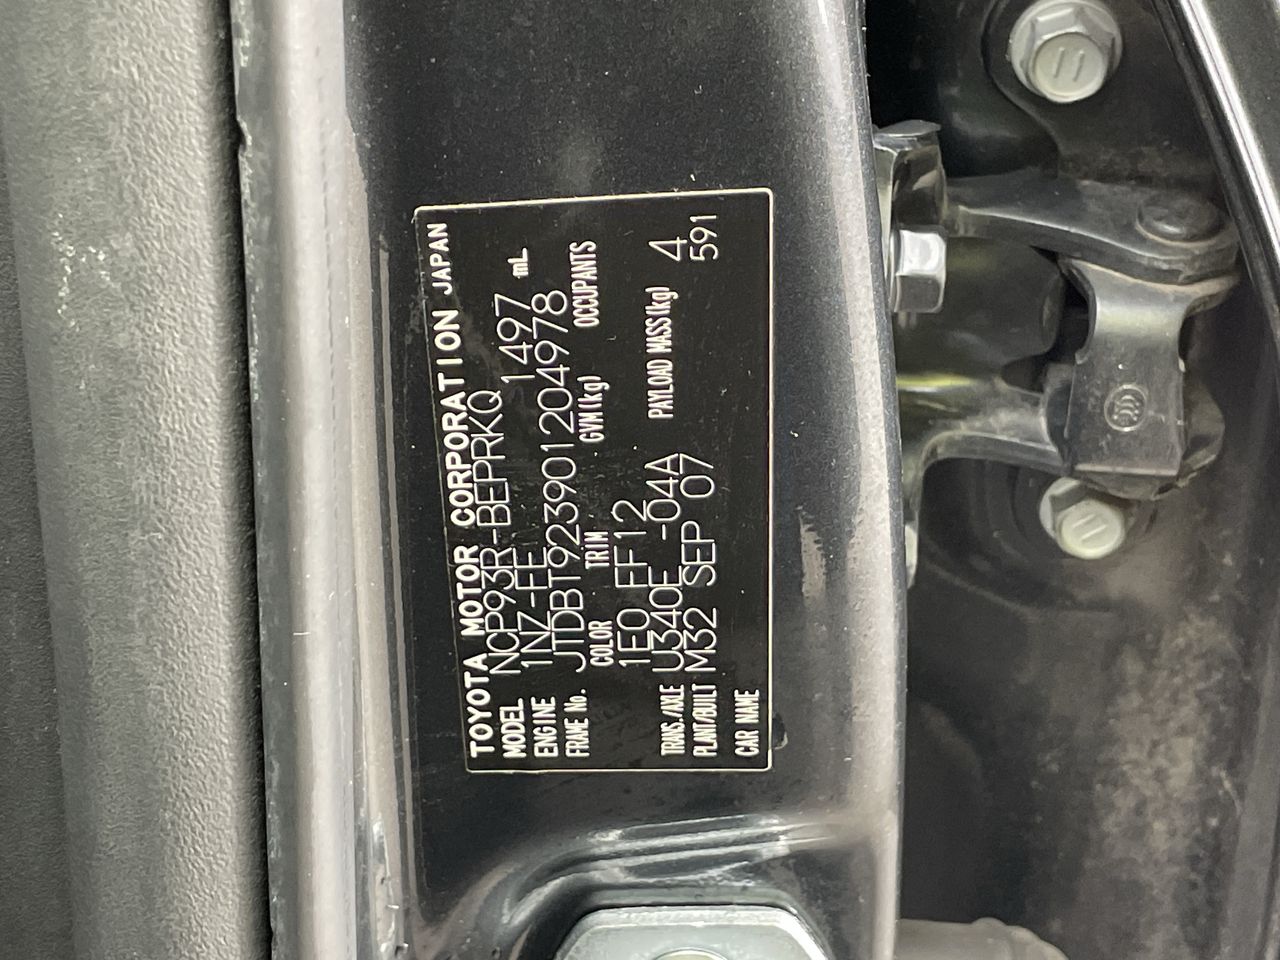 TOYOTA MOTOR CORPORATION JAPAN
MODEL NCP93R-BEPRKQ
ENGINE 1NZ-FE 1497 mL
FRAME No. JTDBT923901204978
COLOR TRIM GVM(kg) OCCUPANTS
1E0 FF12 4
TRANS./AXLE U340E -04A PAYLOAD MASS(kg)
PLANT/BUILT M32 SEP 07 591
CAR NAME